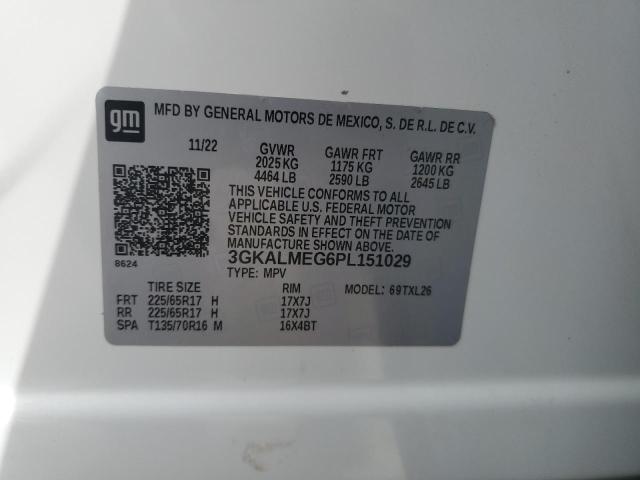 gm
MFD BY GENERAL MOTORS DE MEXICO, S. DE R.L. DE C.V.
11/22 GVWR GAWR FRT GAWR RR
2025 KG 1175 KG 1200 KG
4464 LB 2590 LB 2645 LB
THIS VEHICLE CONFORMS TO ALL
APPLICABLE U.S. FEDERAL MOTOR
VEHICLE SAFETY AND THEFT PREVENTION
STANDARDS IN EFFECT ON THE DATE OF
MANUFACTURE SHOWN ABOVE.
8624
3GKALMEG6PL151029
TYPE: MPV
TIRE SIZE RIM MODEL: 69TXL26
FRT 225/65R17 H 17X7J
RR 225/65R17 H 17X7J
SPA T135/70R16 M 16X4BT